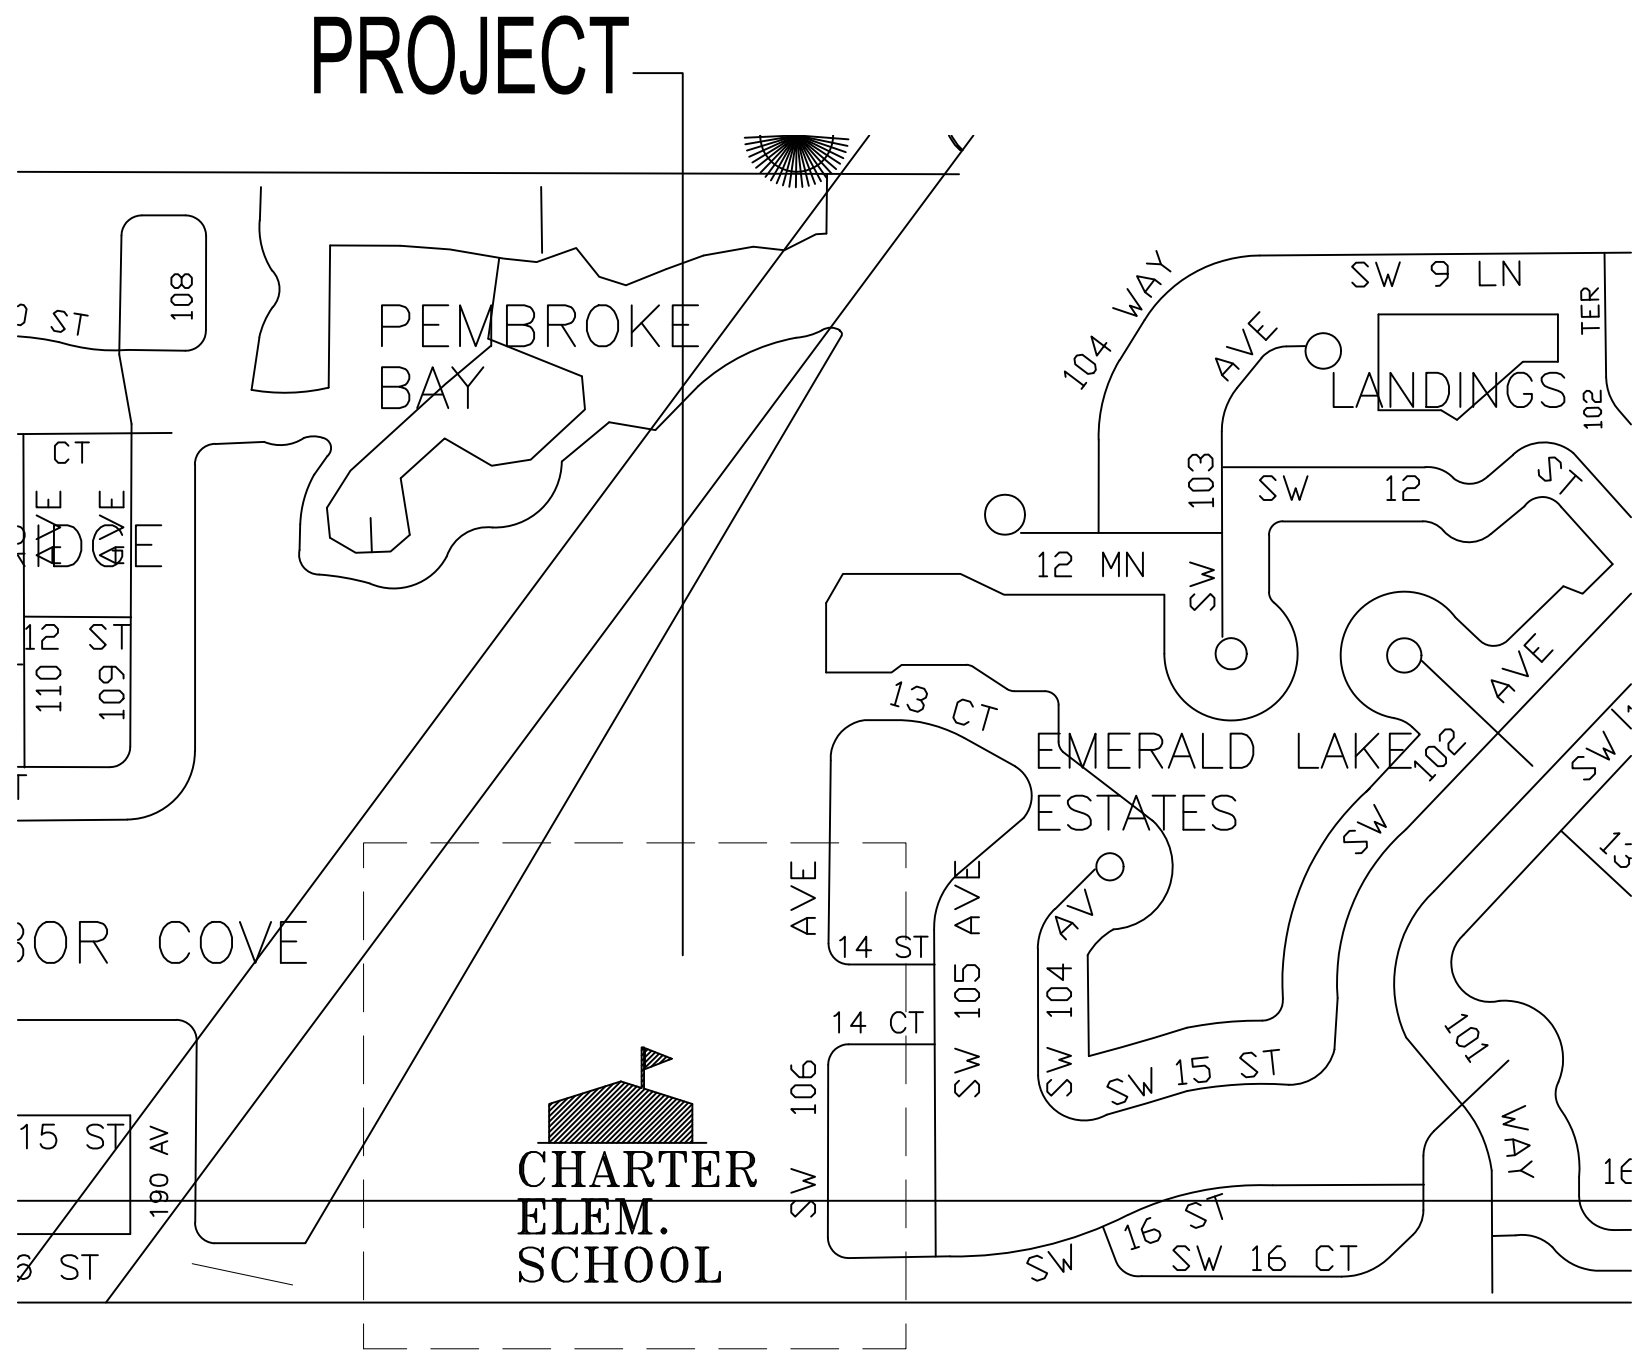 PROJECT
108
ST
PEMBROKE
BAY
104 WAY
SW 9 LN
AVE
TER
102
LANDINGS
CT
AVE
AVE
103
SW
SW 12
ST
12 MN
12 ST
110
109
13 CT
EMERALD LAKE
ESTATES
AVE
SW 102
SW
13
COVE
AVE
14 ST
14 CT
SW 106
SW 105 AVE
SW 104 AV
SW 15 ST
101
WAY
15 ST
190 AV
ST
CHARTER
ELEM.
SCHOOL
SW 16 ST
SW 16 CT
16